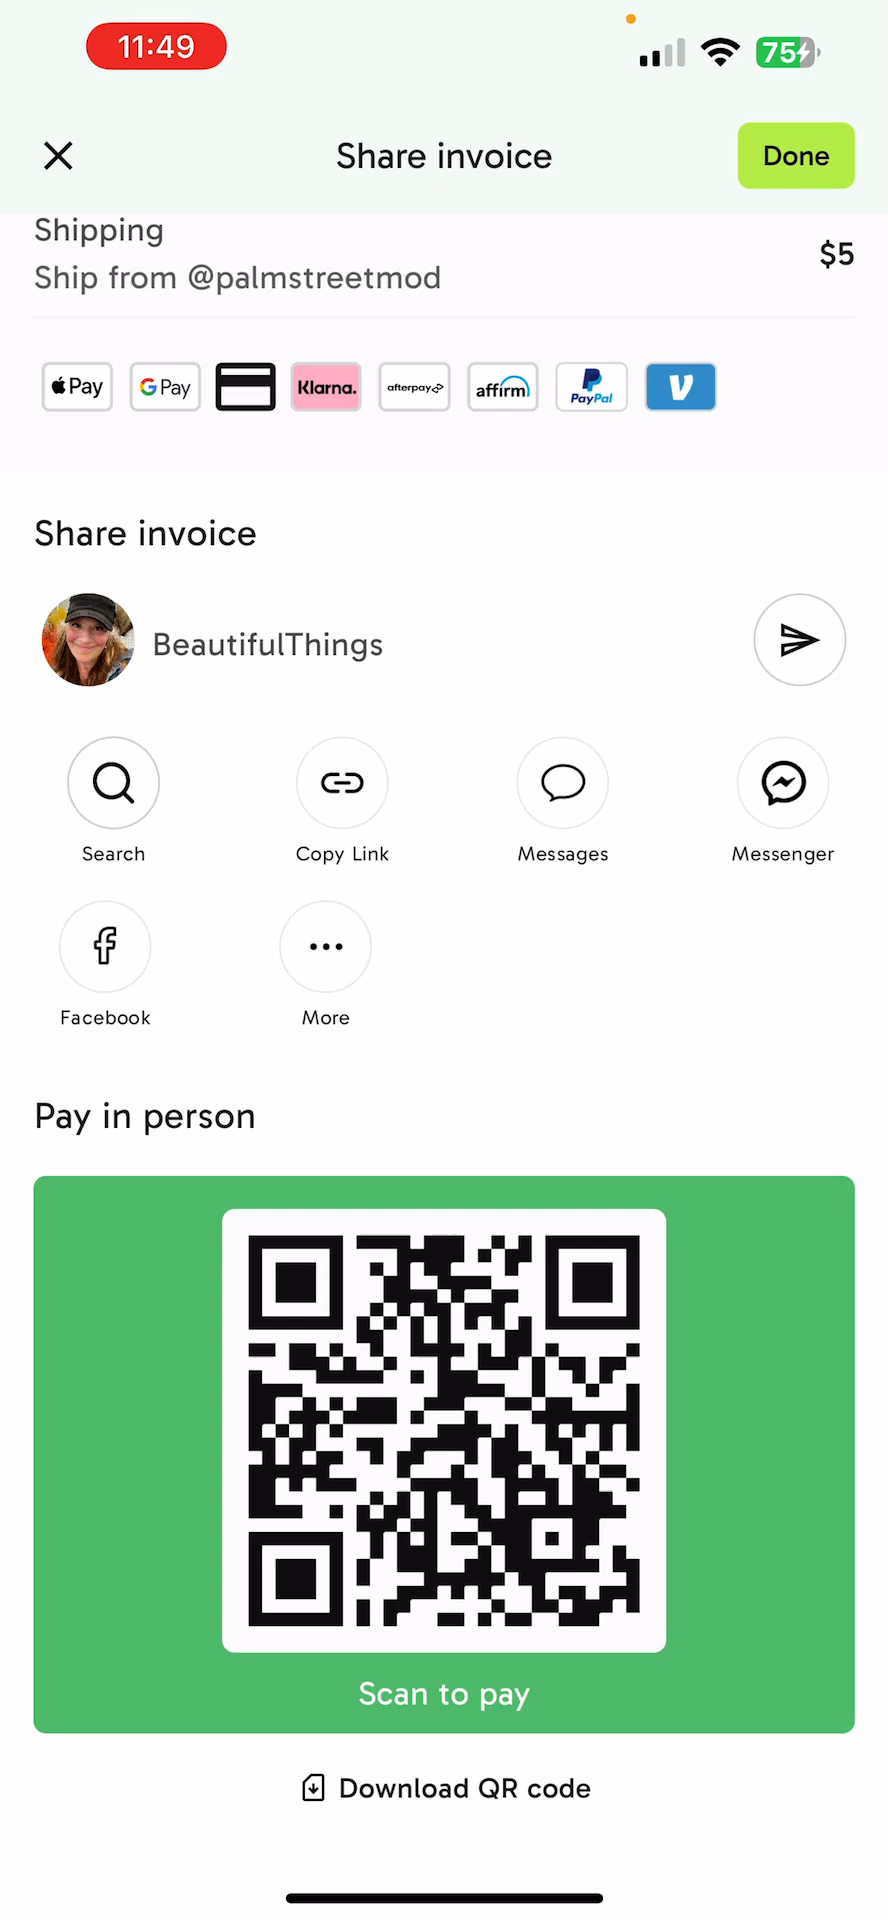 11:49
75
Share invoice
Done
Shipping
Ship from @palmstreetmod
$5
Pay
G Pay
Klarna.
afterpay
affirm
PayPal
V
Share invoice
BeautifulThings
Search
Copy Link
Messages
Messenger
Facebook
More
Pay in person
Scan to pay
Download QR code